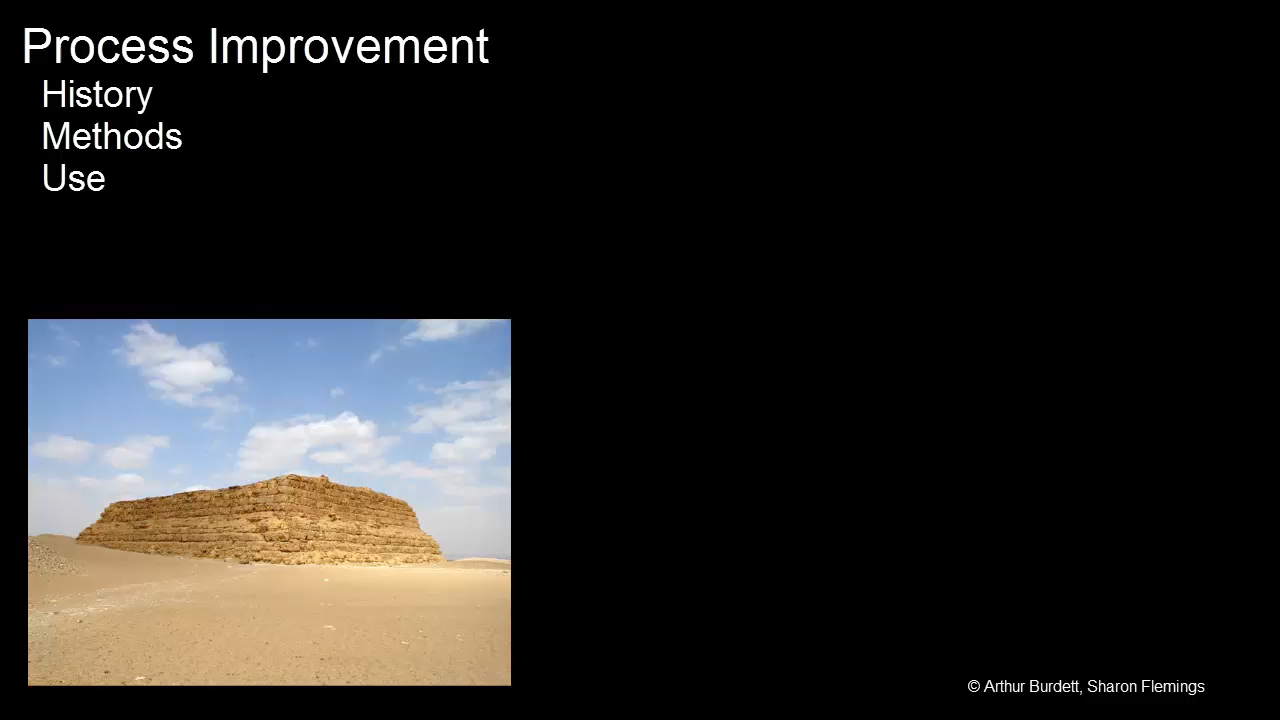 Process Improvement
History
Methods
Use
© Arthur Burdett, Sharon Flemings